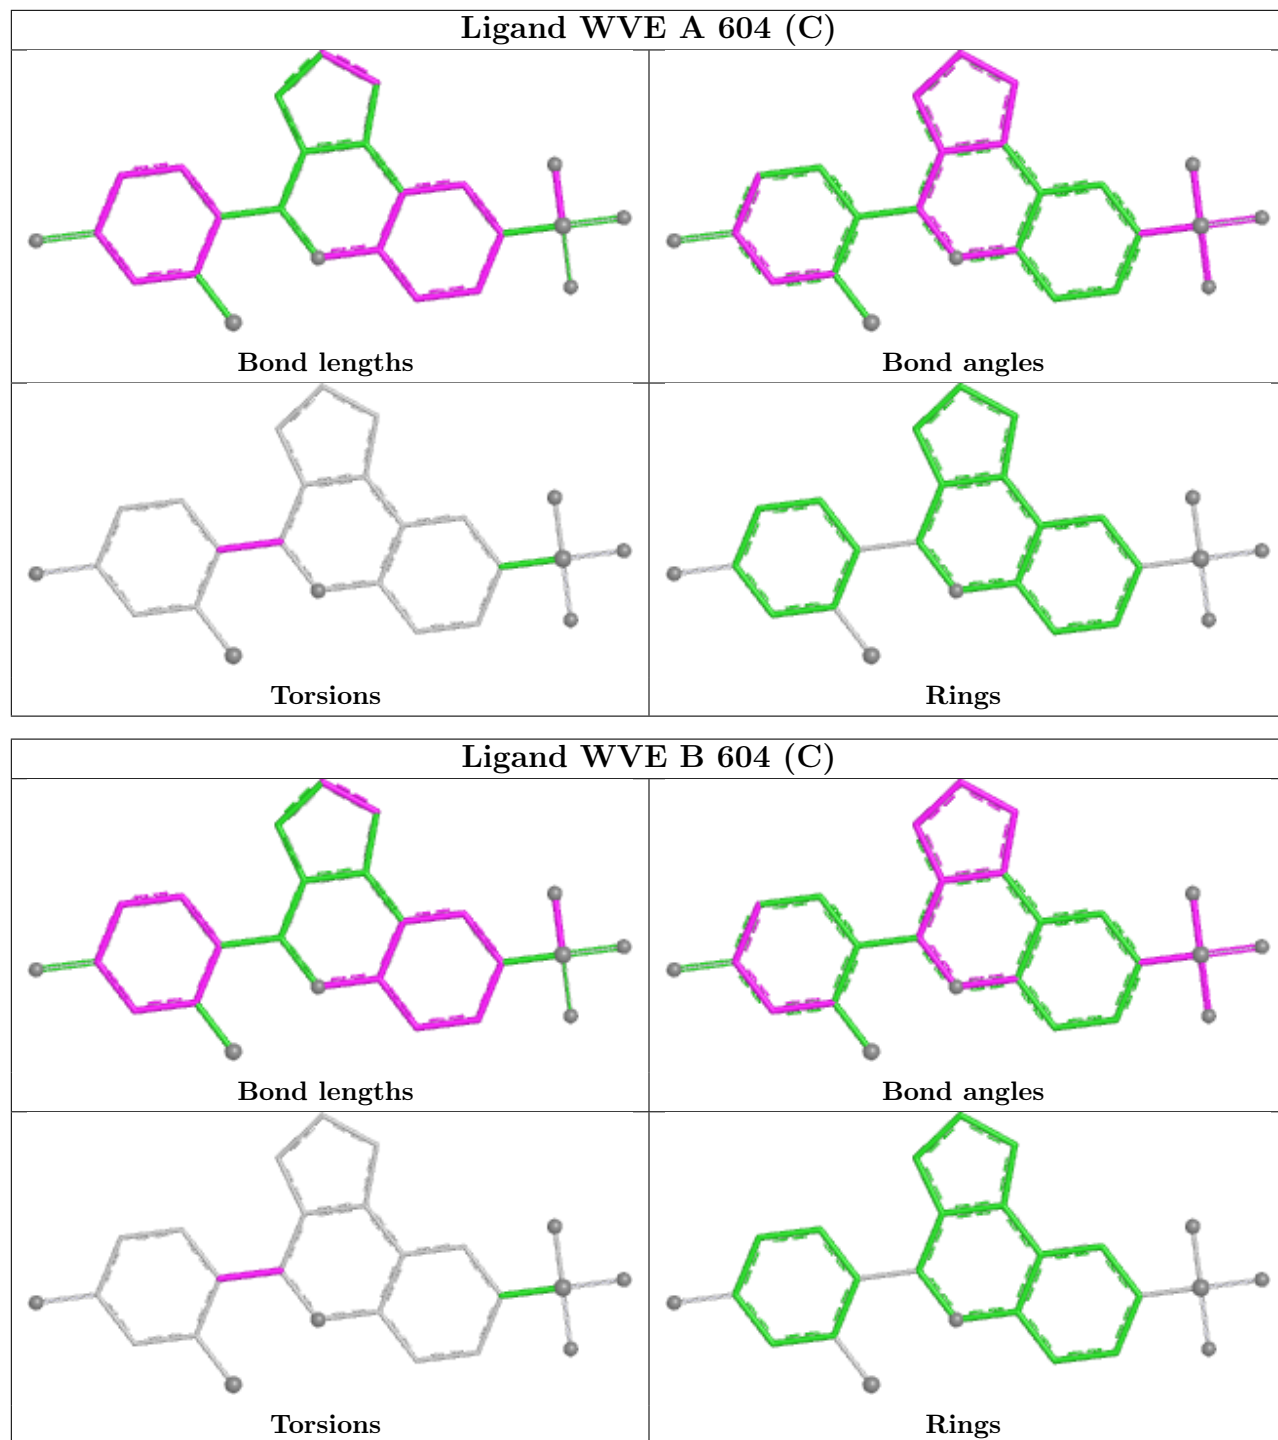 Ligand WVE A 604 (C)
Bond lengths
Bond angles
Torsions
Rings
Ligand WVE B 604 (C)
Bond lengths
Bond angles
Torsions
Rings